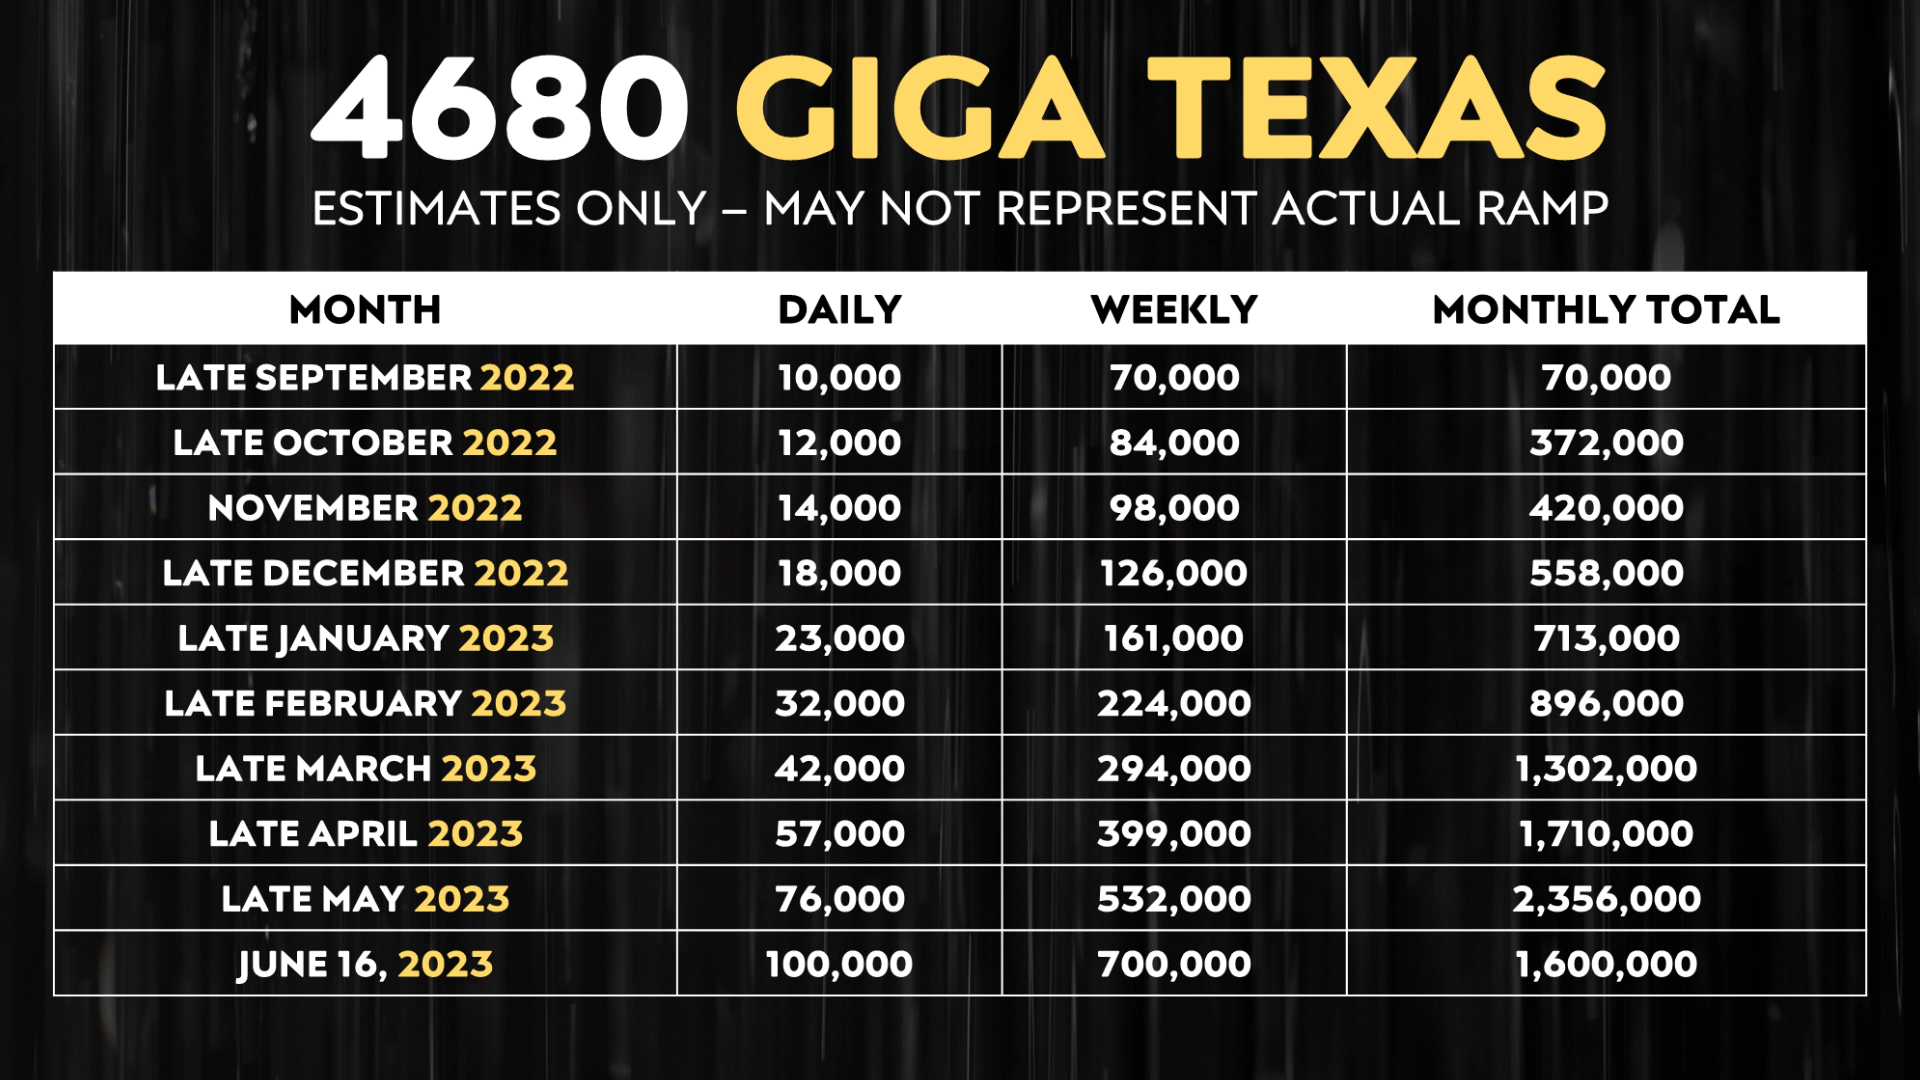 4680 GIGA TEXAS
ESTIMATES ONLY – MAY NOT REPRESENT ACTUAL RAMP
MONTH DAILY WEEKLY MONTHLY TOTAL
LATE SEPTEMBER 2022 10,000 70,000 70,000
LATE OCTOBER 2022 12,000 84,000 372,000
NOVEMBER 2022 14,000 98,000 420,000
LATE DECEMBER 2022 18,000 126,000 558,000
LATE JANUARY 2023 23,000 161,000 713,000
LATE FEBRUARY 2023 32,000 224,000 896,000
LATE MARCH 2023 42,000 294,000 1,302,000
LATE APRIL 2023 57,000 399,000 1,710,000
LATE MAY 2023 76,000 532,000 2,356,000
JUNE 16, 2023 100,000 700,000 1,600,000